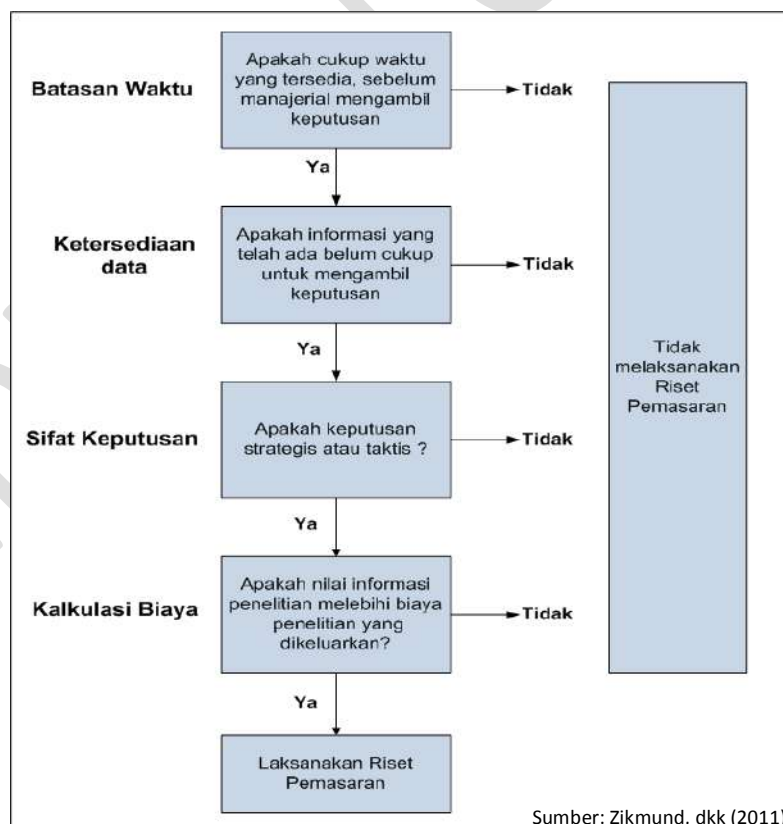 Batasan Waktu
Apakah cukup waktu
yang tersedia, sebelum
manajerial mengambil
keputusan
Tidak
Ya
Ketersediaan
data
Apakah informasi yang
telah ada belum cukup
untuk mengambil
keputusan
Tidak
Ya
Sifat Keputusan
Apakah keputusan
strategis atau taktis ?
Tidak
Ya
Kalkulasi Biaya
Apakah nilai informasi
penelitian melebihi biaya
penelitian yang
dikeluarkan?
Tidak
Ya
Laksanakan Riset
Pemasaran
Tidak
melaksanakan
Riset
Pemasaran
Sumber: Zikmund, dkk (2011)